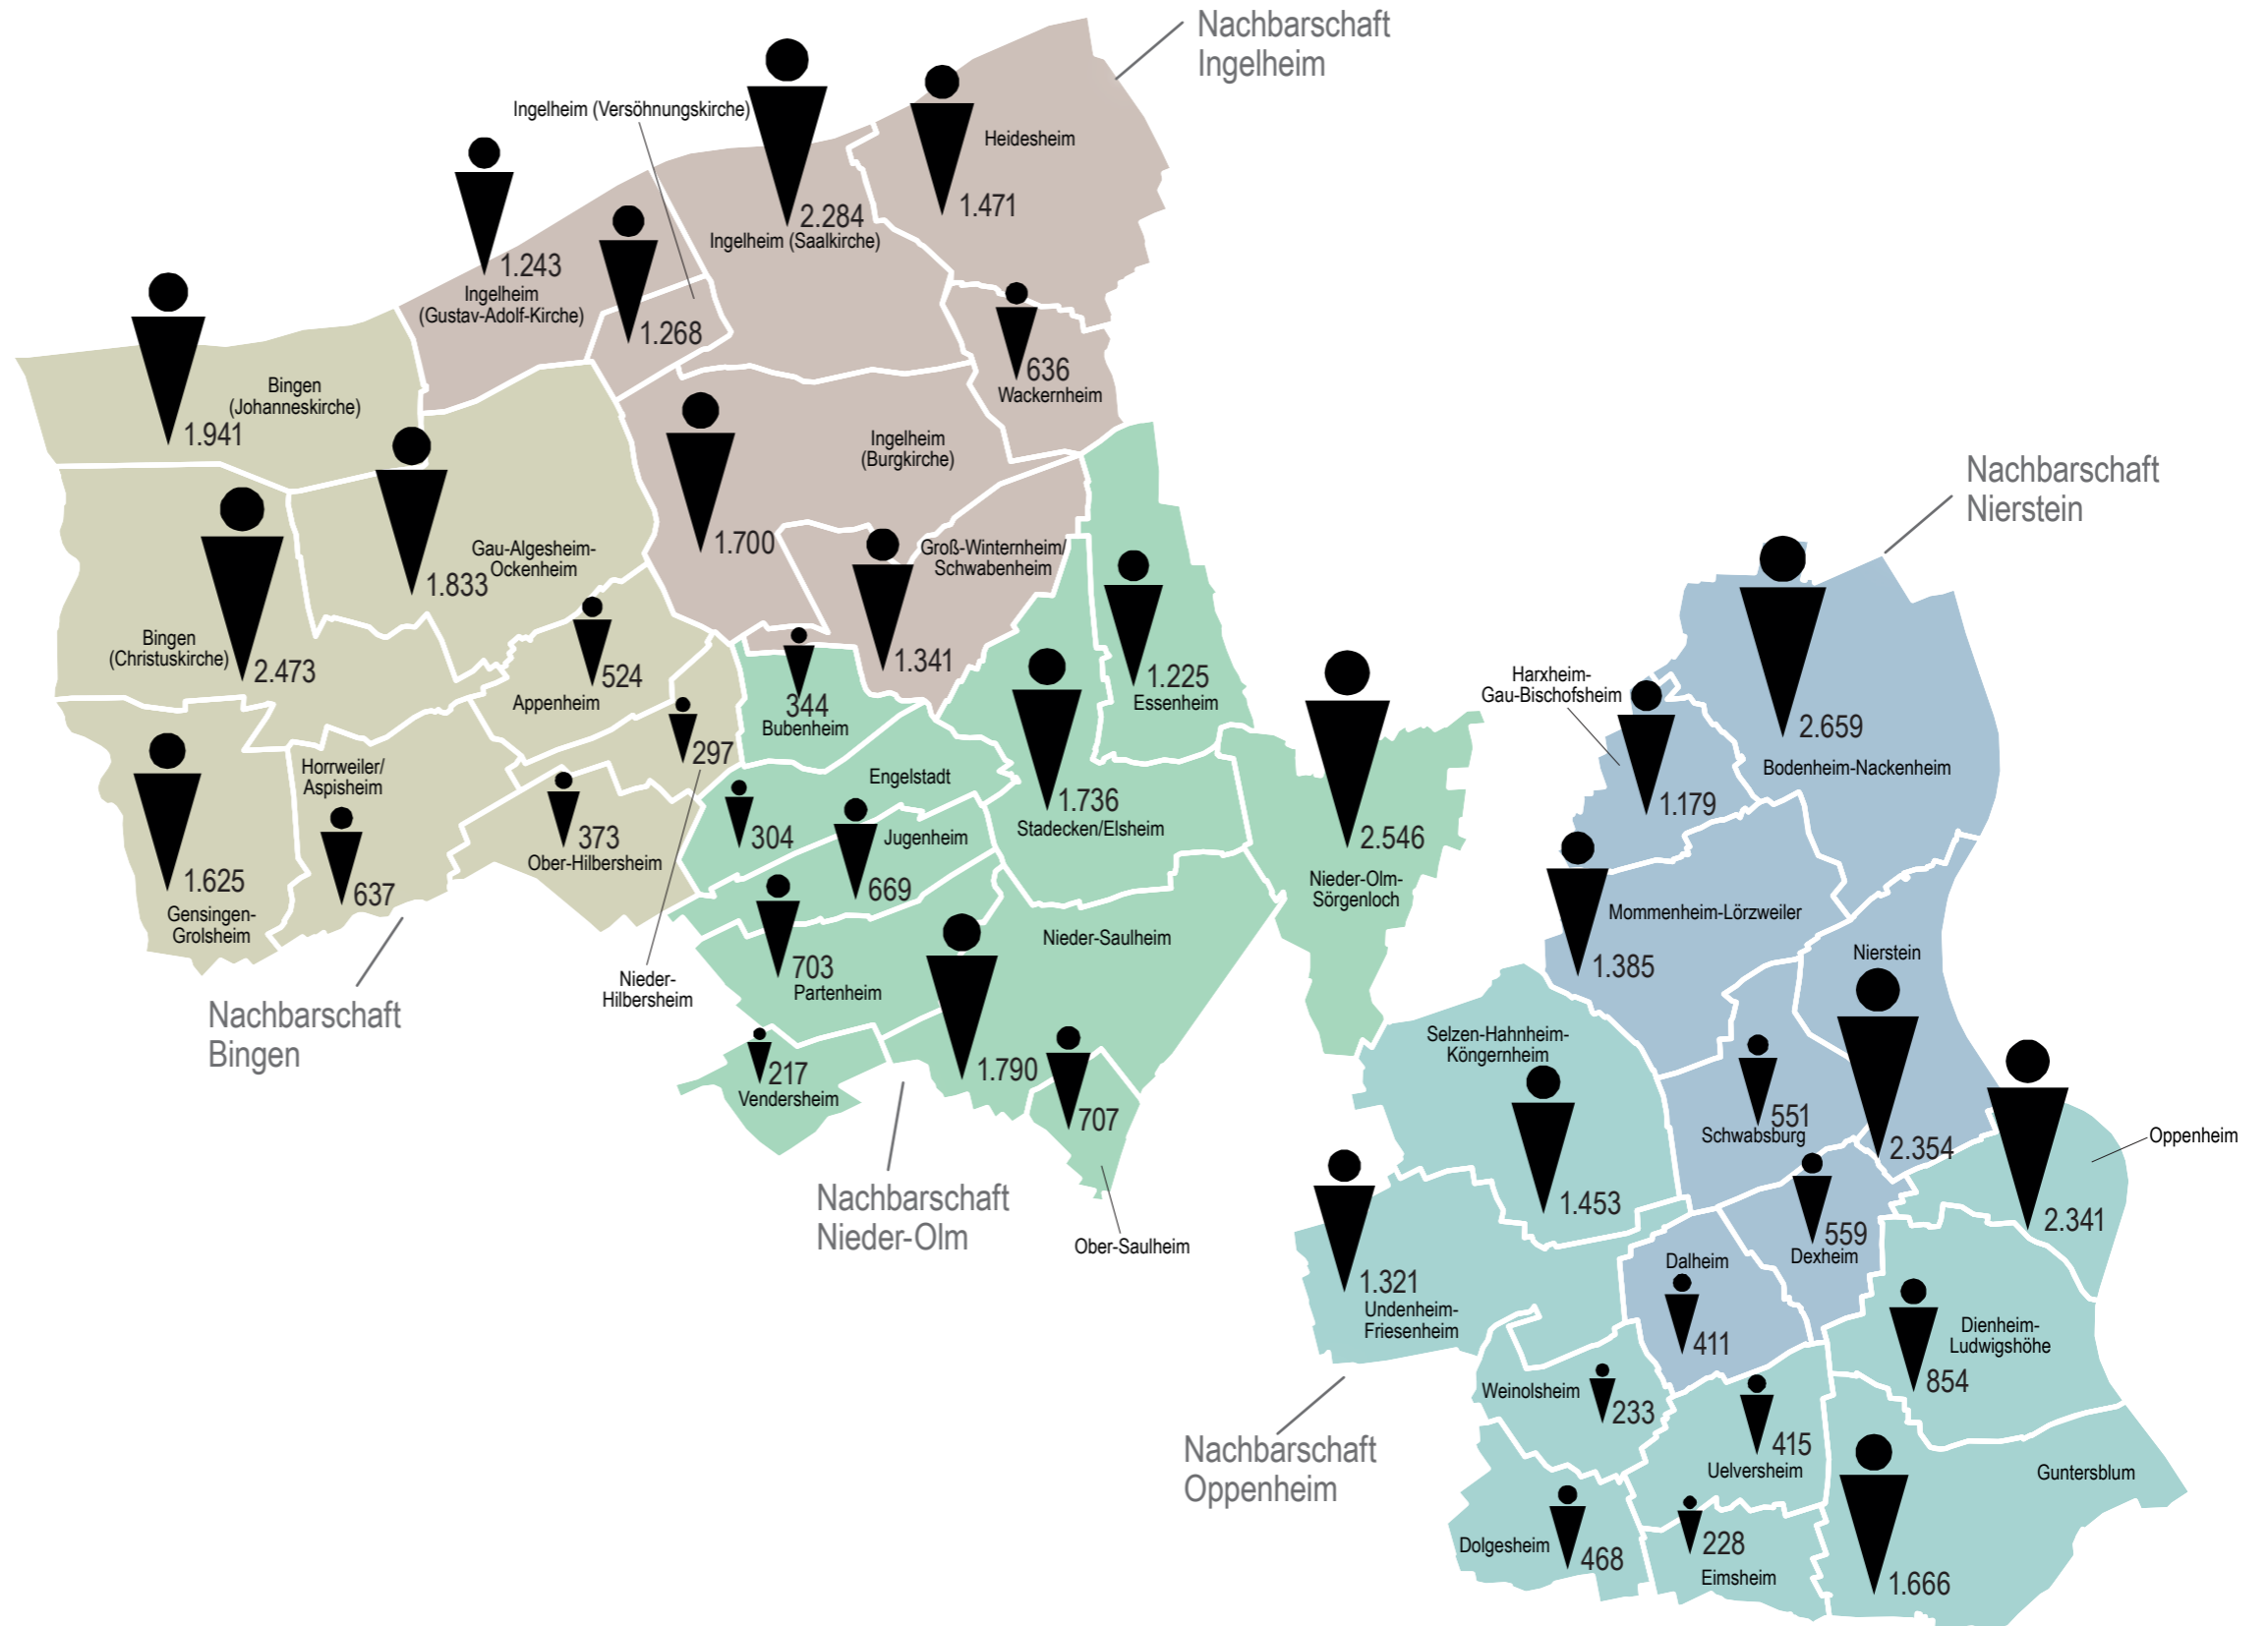 Nachbarschaft
Ingelheim
Ingelheim (Versöhnungskirche)
Heidesheim
1.471
2.284
Ingelheim (Saalkirche)
1.243
Ingelheim
(Gustav-Adolf-Kirche)
1.268
636
Wackernheim
Bingen
(Johanneskirche)
1.941
Ingelheim
(Burgkirche)
1.700
Nachbarschaft
Nierstein
Gau-Algesheim-
Ockenheim
1.833
Groß-Winternheim/
Schwabenheim
1.341
Bingen
(Christuskirche)
2.473
524
Appenheim
344
Bubenheim
1.225
Essenheim
Harxheim-
Gau-Bischofsheim
2.659
Bodenheim-Nackenheim
297
Horrweiler/
Aspisheim
637
Engelstadt
304
1.736
Stadecken/Elsheim
1.179
373
Ober-Hilbersheim
Jugenheim
669
2.546
Nieder-Olm-
Sörgenloch
1.625
Gensingen-
Grolsheim
Mommenheim-Lörzweiler
1.385
Nieder-Saulheim
1.790
703
Partenheim
Nierstein
2.354
Nieder-
Hilbersheim
Nachbarschaft
Bingen
Selzen-Hahnheim-
Köngernheim
1.453
217
Vendersheim
707
551
Schwabsburg
Oppenheim
2.341
Nachbarschaft
Nieder-Olm
Ober-Saulheim
559
Dexheim
Dalheim
411
1.321
Undenheim-
Friesenheim
Dienheim-
Ludwigshöhe
854
Weinolsheim
233
415
Uelversheim
Nachbarschaft
Oppenheim
Guntersblum
1.666
Dolgesheim
468
228
Eimsheim